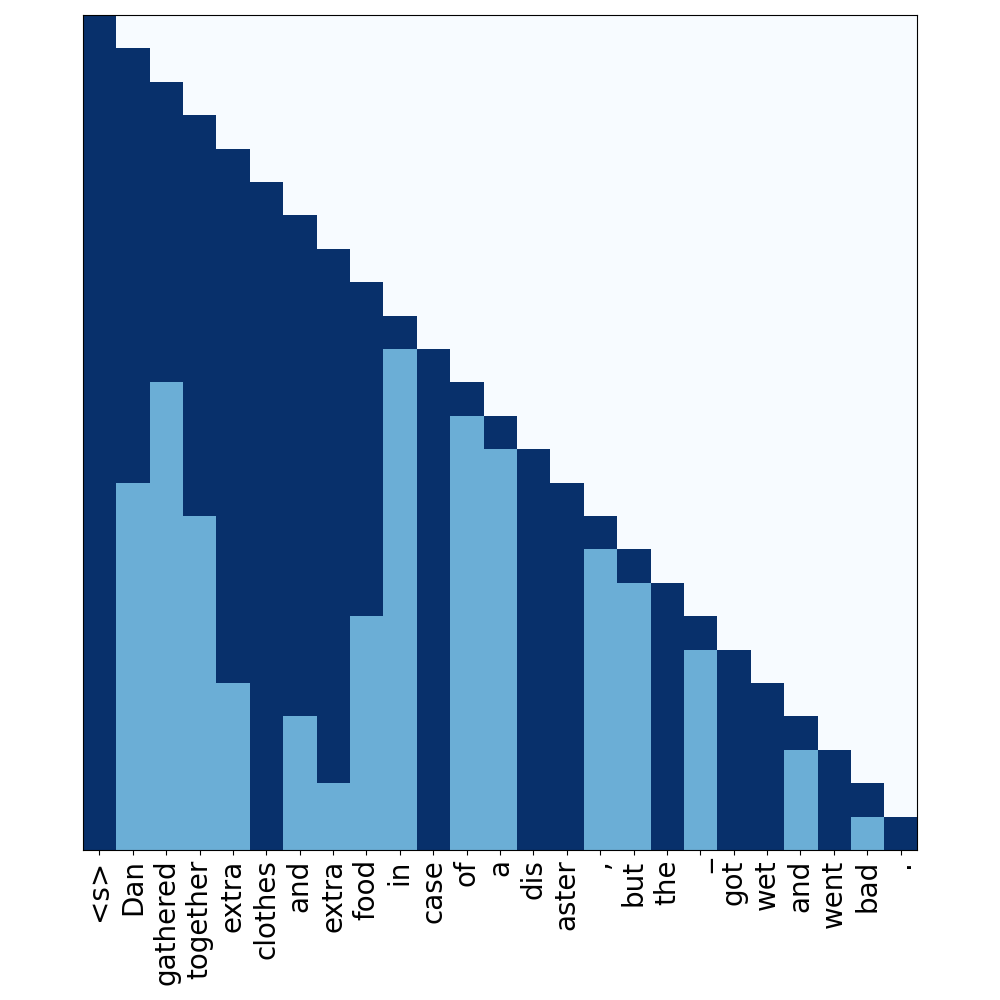 <s> Dan gathered together extra clothes and extra food in case of a dis aster , but the _ got wet and went bad .